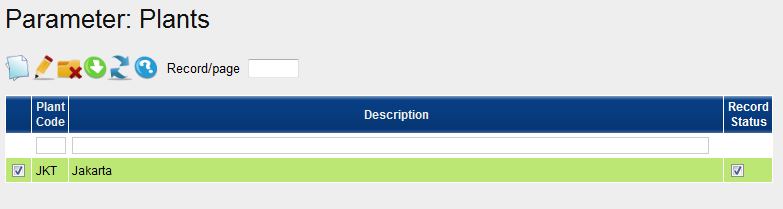 Parameter: Plants
Record/page
Plant Code Description Record Status
JKT Jakarta